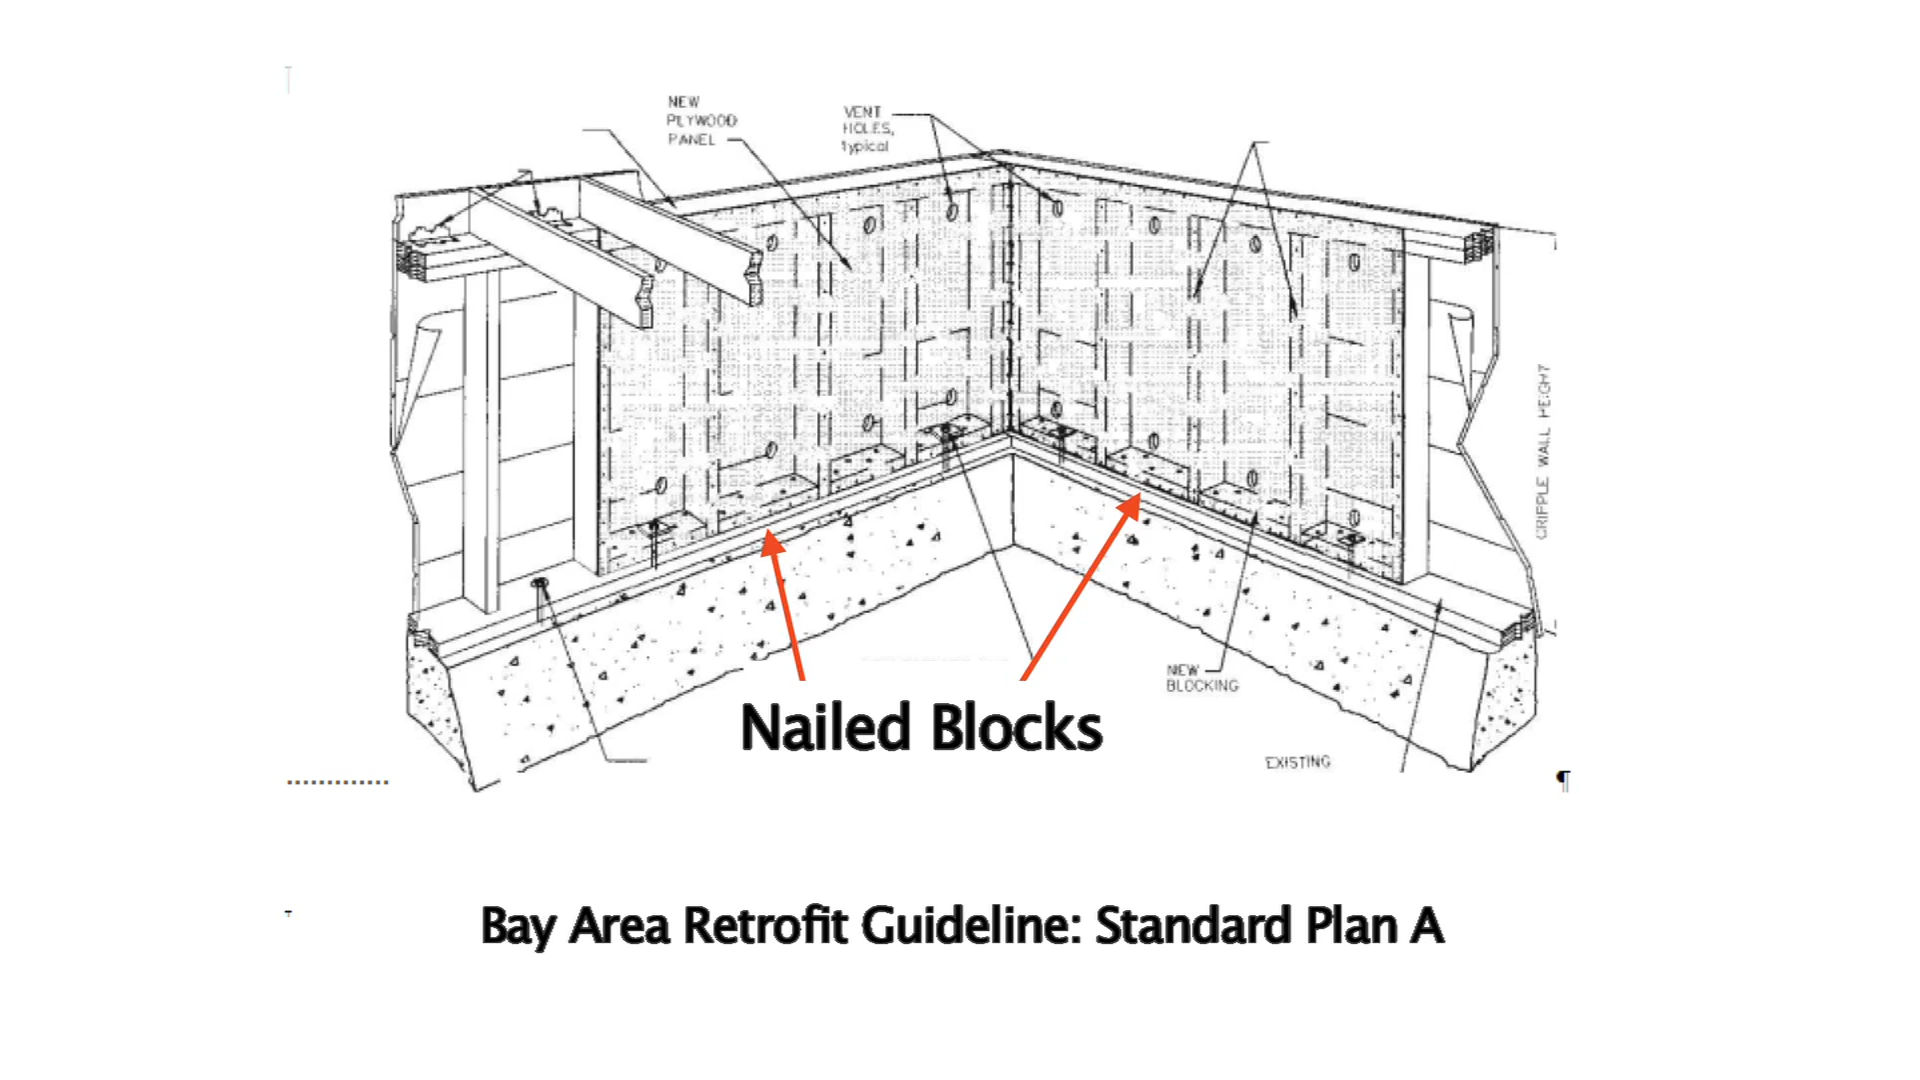 NEW
PLYWOOD
PANEL
VENT
HOLES,
typical
CRIPPLE WALL HEIGHT
NEW
BLOCKING
Nailed Blocks
EXISTING
¶
Bay Area Retrofit Guideline: Standard Plan A